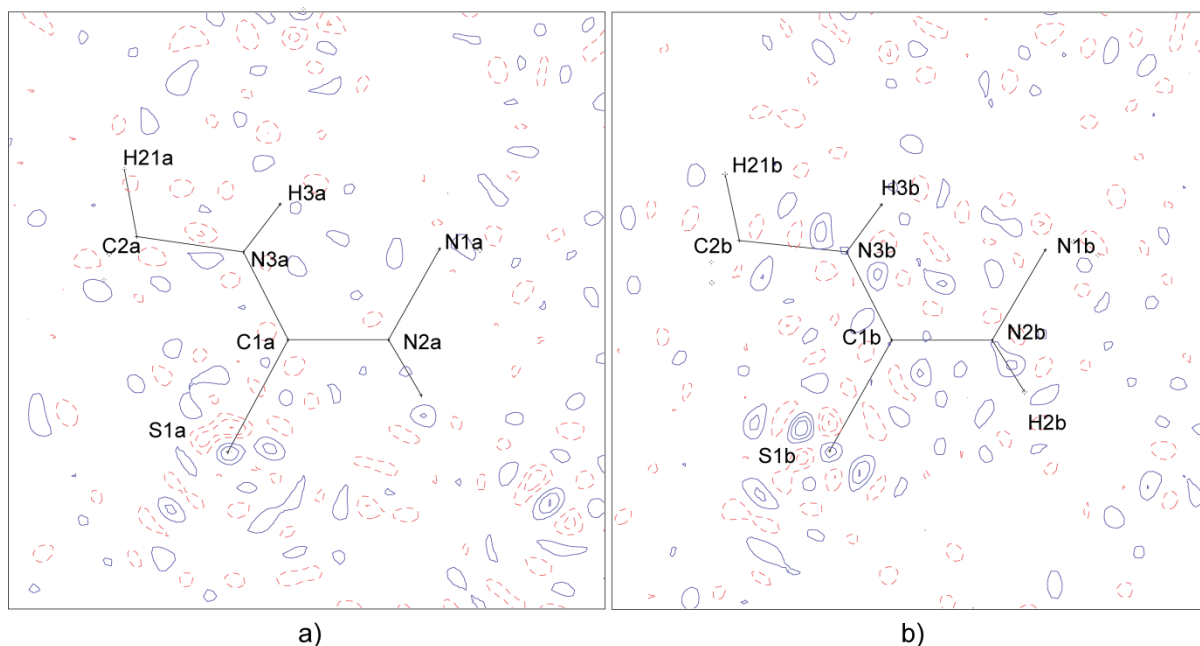 H21a
H3a
C2a
N3a
N1a
C1a
N2a
S1a
a)
H21b
H3b
C2b
N3b
N1b
C1b
N2b
H2b
S1b
b)